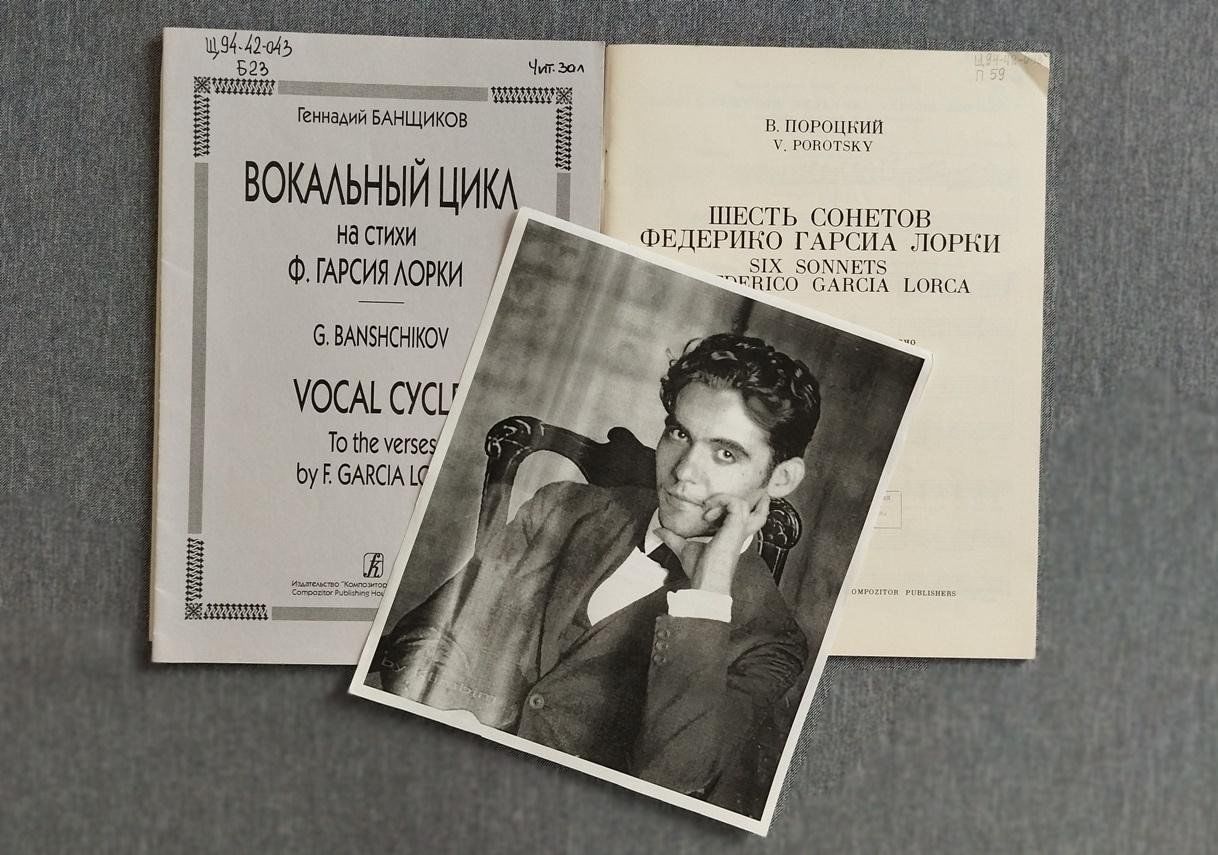 Щ94-42-043
Б23
Чит. зал
Геннадий БАНЩИКОВ
ВОКАЛЬНЫЙ ЦИКЛ
на стихи
Ф. ГАРСИЯ ЛОРКИ
G. BANSHCHIKOV
VOCAL CYCLE
To the verses
by F. GARCIA LO
Издательство "Композитор
Compozitor Publishing Hou
П 59
В. ПОРОЦКИЙ
V. POROTSKY
ШЕСТЬ СОНЕТОВ
ФЕДЕРИКО ГАРСИА ЛОРКИ
SIX SONNETS
DERICO GARCIA LORCA
OMPOZITOR PUBLISHERS